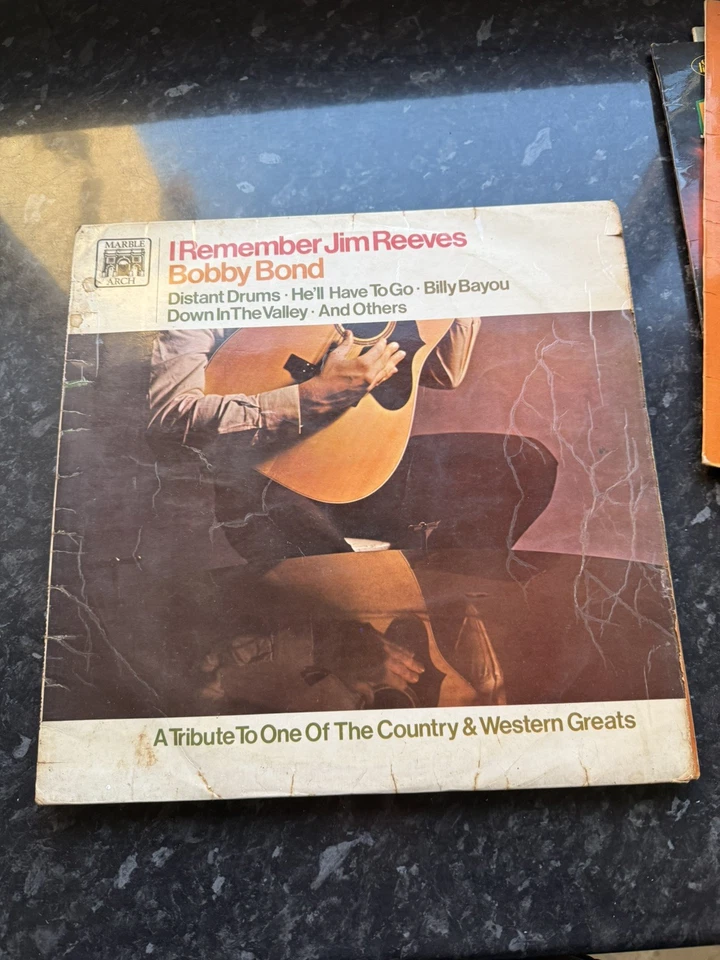 MARBLE
ARCH
I Remember Jim Reeves
Bobby Bond
Distant Drums · He'll Have To Go · Billy Bayou
Down In The Valley · And Others
A Tribute To One Of The Country & Western Greats